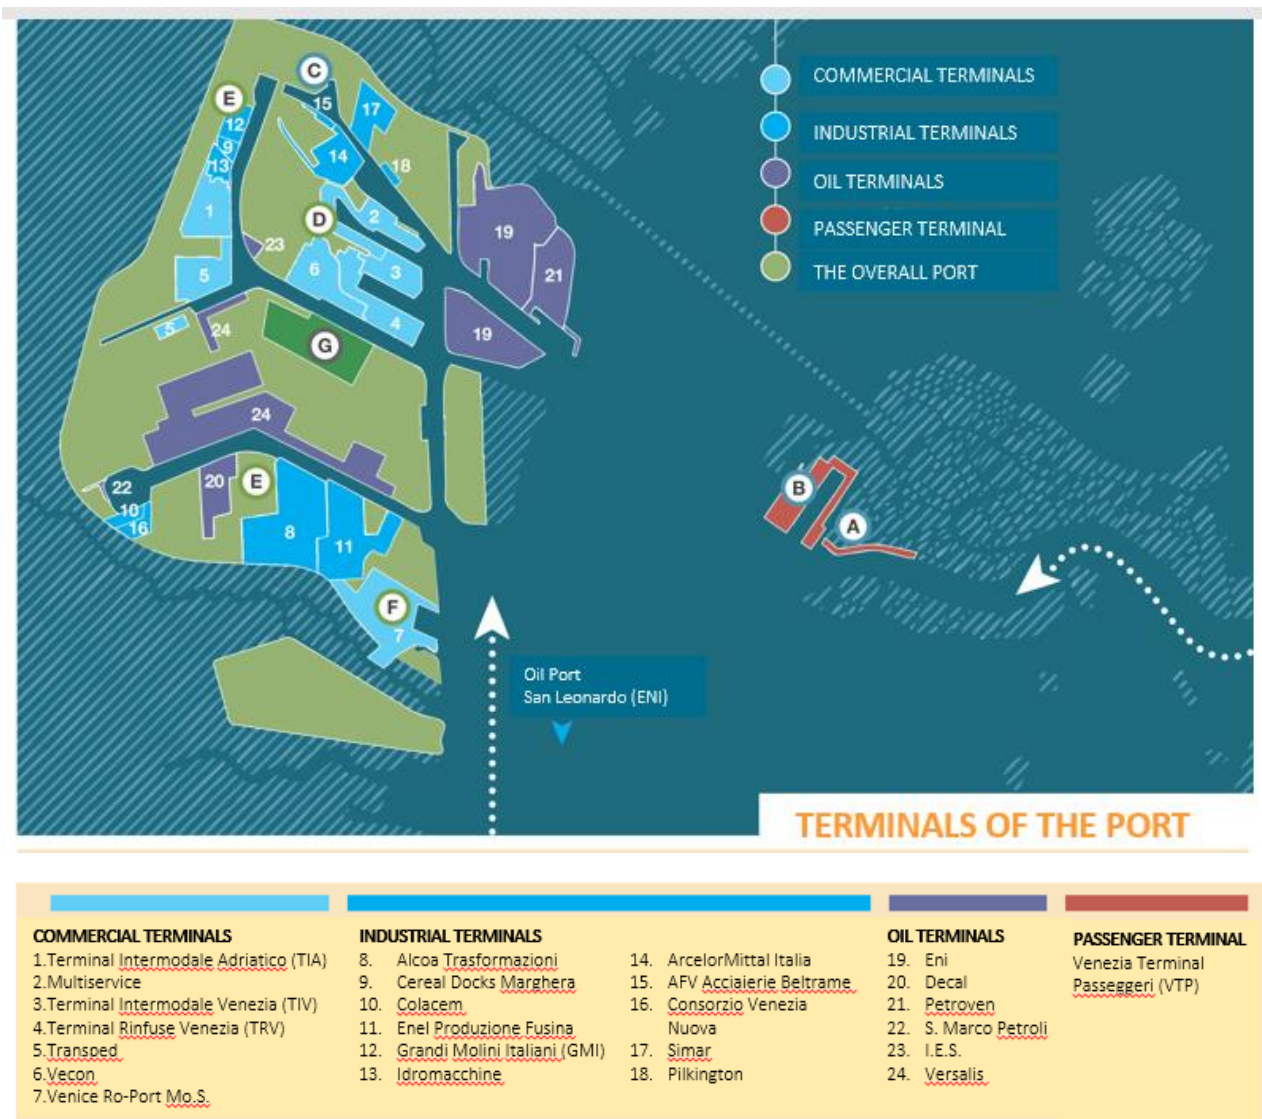 C
E
15
17
12
9
14
13
18
1
D
2
23
19
6
3
21
5
4
5
24
G
19
24
22
20
E
10
16
8
11
F
7
B
A
COMMERCIAL TERMINALS
INDUSTRIAL TERMINALS
OIL TERMINALS
PASSENGER TERMINAL
THE OVERALL PORT
Oil Port
San Leonardo (ENI)
TERMINALS OF THE PORT
COMMERCIAL TERMINALS
1.Terminal Intermodale Adriatico (TIA)
2.Multiservice
3.Terminal Intermodale Venezia (TIV)
4.Terminal Rinfuse Venezia (TRV)
5.Transped
6.Vecon
7.Venice Ro-Port Mo.S.
INDUSTRIAL TERMINALS
8. Alcoa Trasformazioni
9. Cereal Docks Marghera
10. Colacem
11. Enel Produzione Fusina
12. Grandi Molini Italiani (GMI)
13. Idromacchine
14. ArcelorMittal Italia
15. AFV Acciaierie Beltrame
16. Consorzio Venezia
Nuova
17. Simar
18. Pilkington
OIL TERMINALS
19. Eni
20. Decal
21. Petroven
22. S. Marco Petroli
23. I.E.S.
24. Versalis
PASSENGER TERMINAL
Venezia Terminal
Passeggeri (VTP)